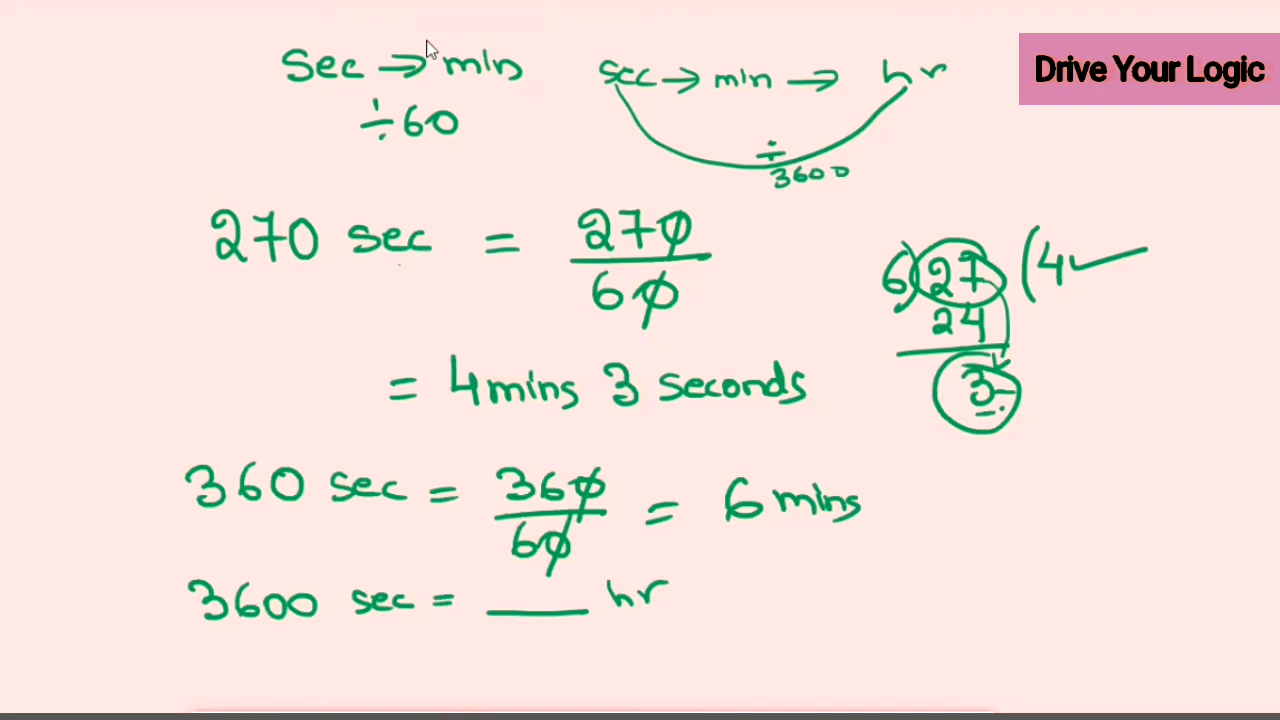 Drive Your Logic
sec → min
÷60
sec → min → hr
÷
3600
270 sec = 270/60
6)27(4
24
3
= 4mins 3 seconds
360 sec = 360/60 = 6 mins
3600 sec = ___ hr